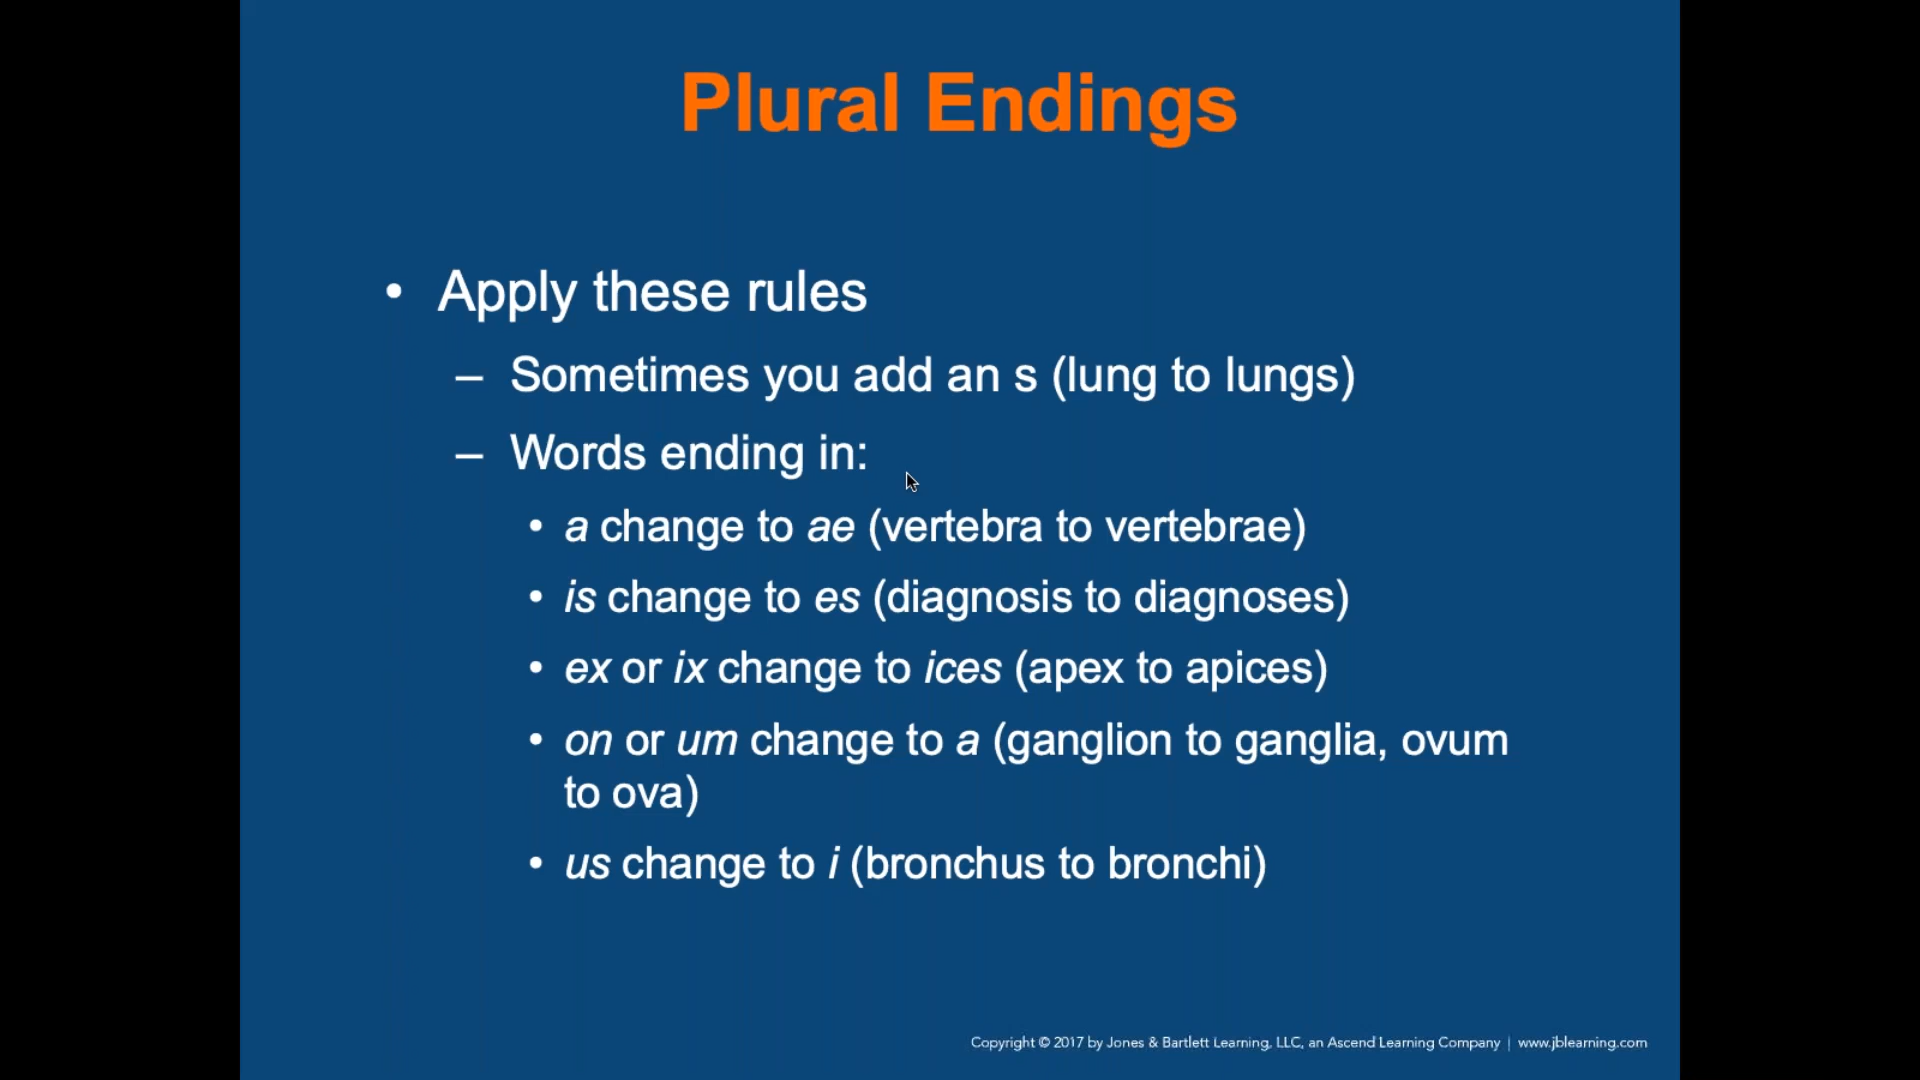 Plural Endings
• Apply these rules
– Sometimes you add an s (lung to lungs)
– Words ending in:
• a change to ae (vertebra to vertebrae)
• is change to es (diagnosis to diagnoses)
• ex or ix change to ices (apex to apices)
• on or um change to a (ganglion to ganglia, ovum
to ova)
• us change to i (bronchus to bronchi)
Copyright © 2017 by Jones & Bartlett Learning, LLC, an Ascend Learning Company | www.jblearning.com